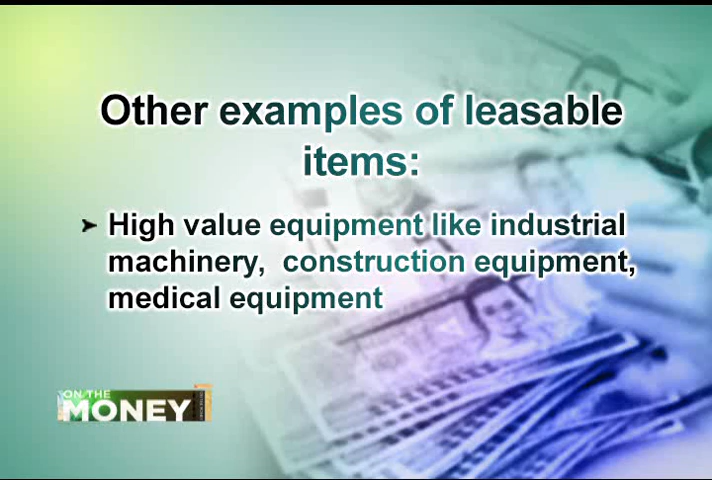 Other examples of leasable
items:
➤ High value equipment like industrial
machinery,  construction equipment,
medical equipment
ON THE
MONEY